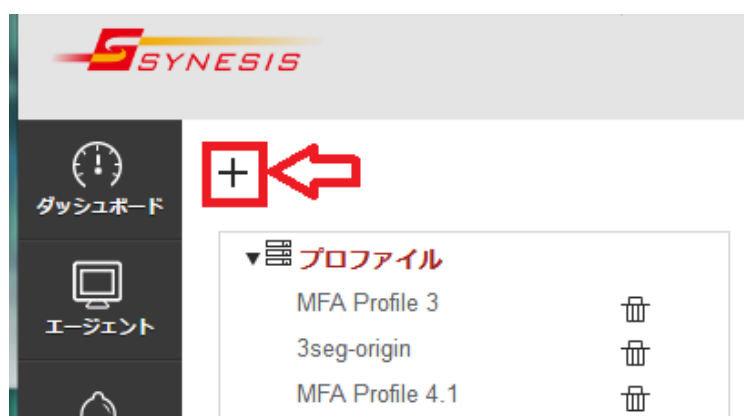 SYNESIS
ダッシュボード
エージェント
プロファイル
MFA Profile 3
3seg-origin
MFA Profile 4.1